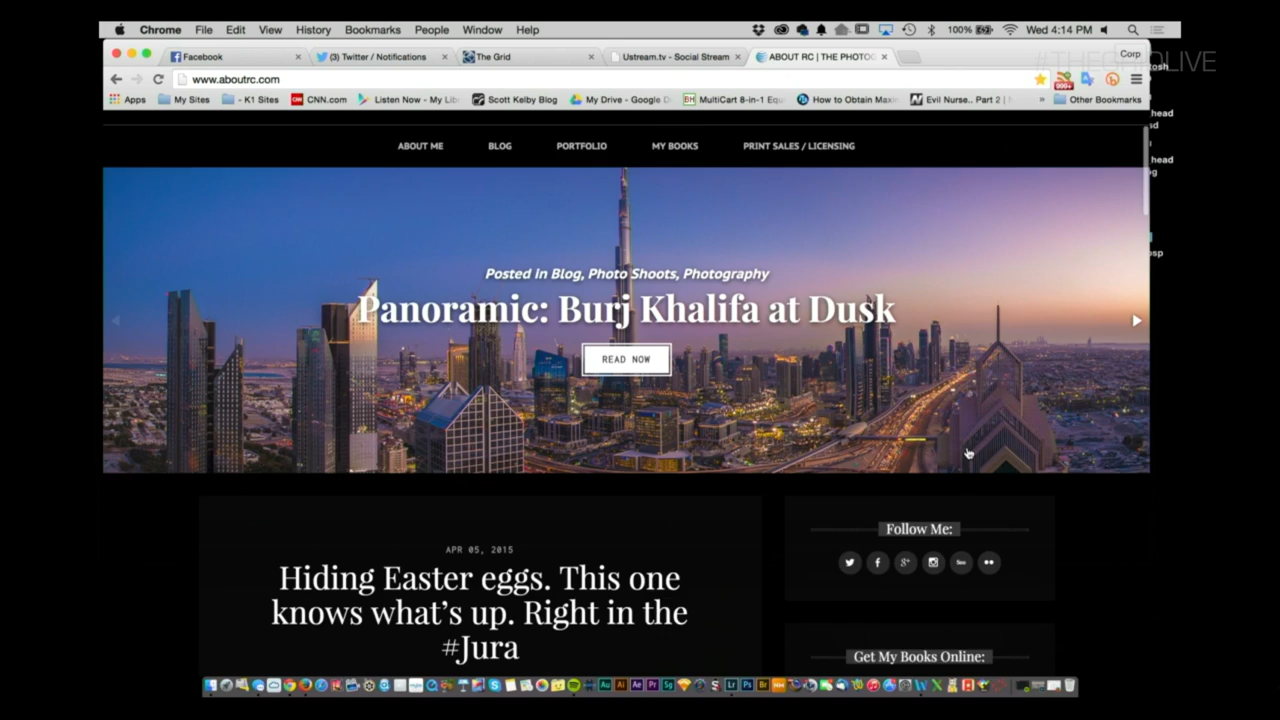 Chrome File Edit View History Bookmarks People Window Help 100% Wed 4:14 PM
Facebook (3) Twitter / Notifications The Grid Ustream.tv - Social Stream ABOUT RC | THE PHOTOG Corp
#THEGRIDLIVE
www.aboutrc.com
999+
Apps My Sites - K1 Sites CNN.com Listen Now - My Lib Scott Kelby Blog My Drive - Google D MultiCart 8-in-1 Equ How to Obtain Maxi Evil Nurse.. Part 2 | » Other Bookmarks
head
head
ABOUT ME BLOG PORTFOLIO MY BOOKS PRINT SALES / LICENSING
Posted In Blog, Photo Shoots, Photography
Panoramic: Burj Khalifa at Dusk
READ NOW
APR 05, 2015
Hiding Easter eggs. This one
knows what's up. Right in the
#Jura
Follow Me:
Get My Books Online: